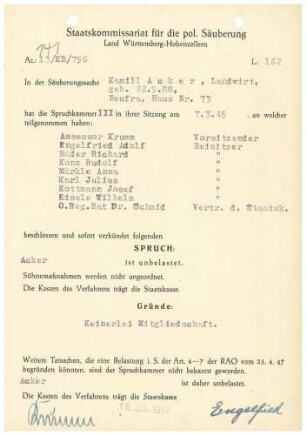 Staatskommissariat für die pol. Säuberung
Land Württemberg-Hohenzollern
Az.: 15/KB/796
L. 162
In der Säuberungssache Kamill Acker, Landwirt,
geb. 22.9.88,
Neufra, Haus Nr. 73
hat die Spruchkammer III in ihrer Sitzung am 7.3.49 , an welcher
teilgenommen haben:
Assessor Krumm Vorsitzender
Engelfried Adolf Beisitzer
Bader Richard "
Konz Rudolf "
Märkle Anna "
Karl Julius "
Kottmann Josef "
Eisele Wilhelm "
O.Reg.Rat Dr. Schmid Vertr. d. Staatsk.
beschlossen und sofort verkündet folgenden
SPRUCH:
Acker
ist unbelastet.
Sühnemaßnahmen werden nicht angeordnet.
Die Kosten des Verfahrens trägt die Staatskasse.
Gründe:
Keinerlei Mitgliedschaft.
Weitere Tatsachen, die eine Belastung i. S. der Art. 4-7 der RAO vom 25. 4. 47
begründen könnten, sind der Spruchkammer nicht bekannt geworden.
Acker ist daher unbelastet.
Die Kosten des Verfahrens trägt die Staatskasse
Krumm
Engelfried